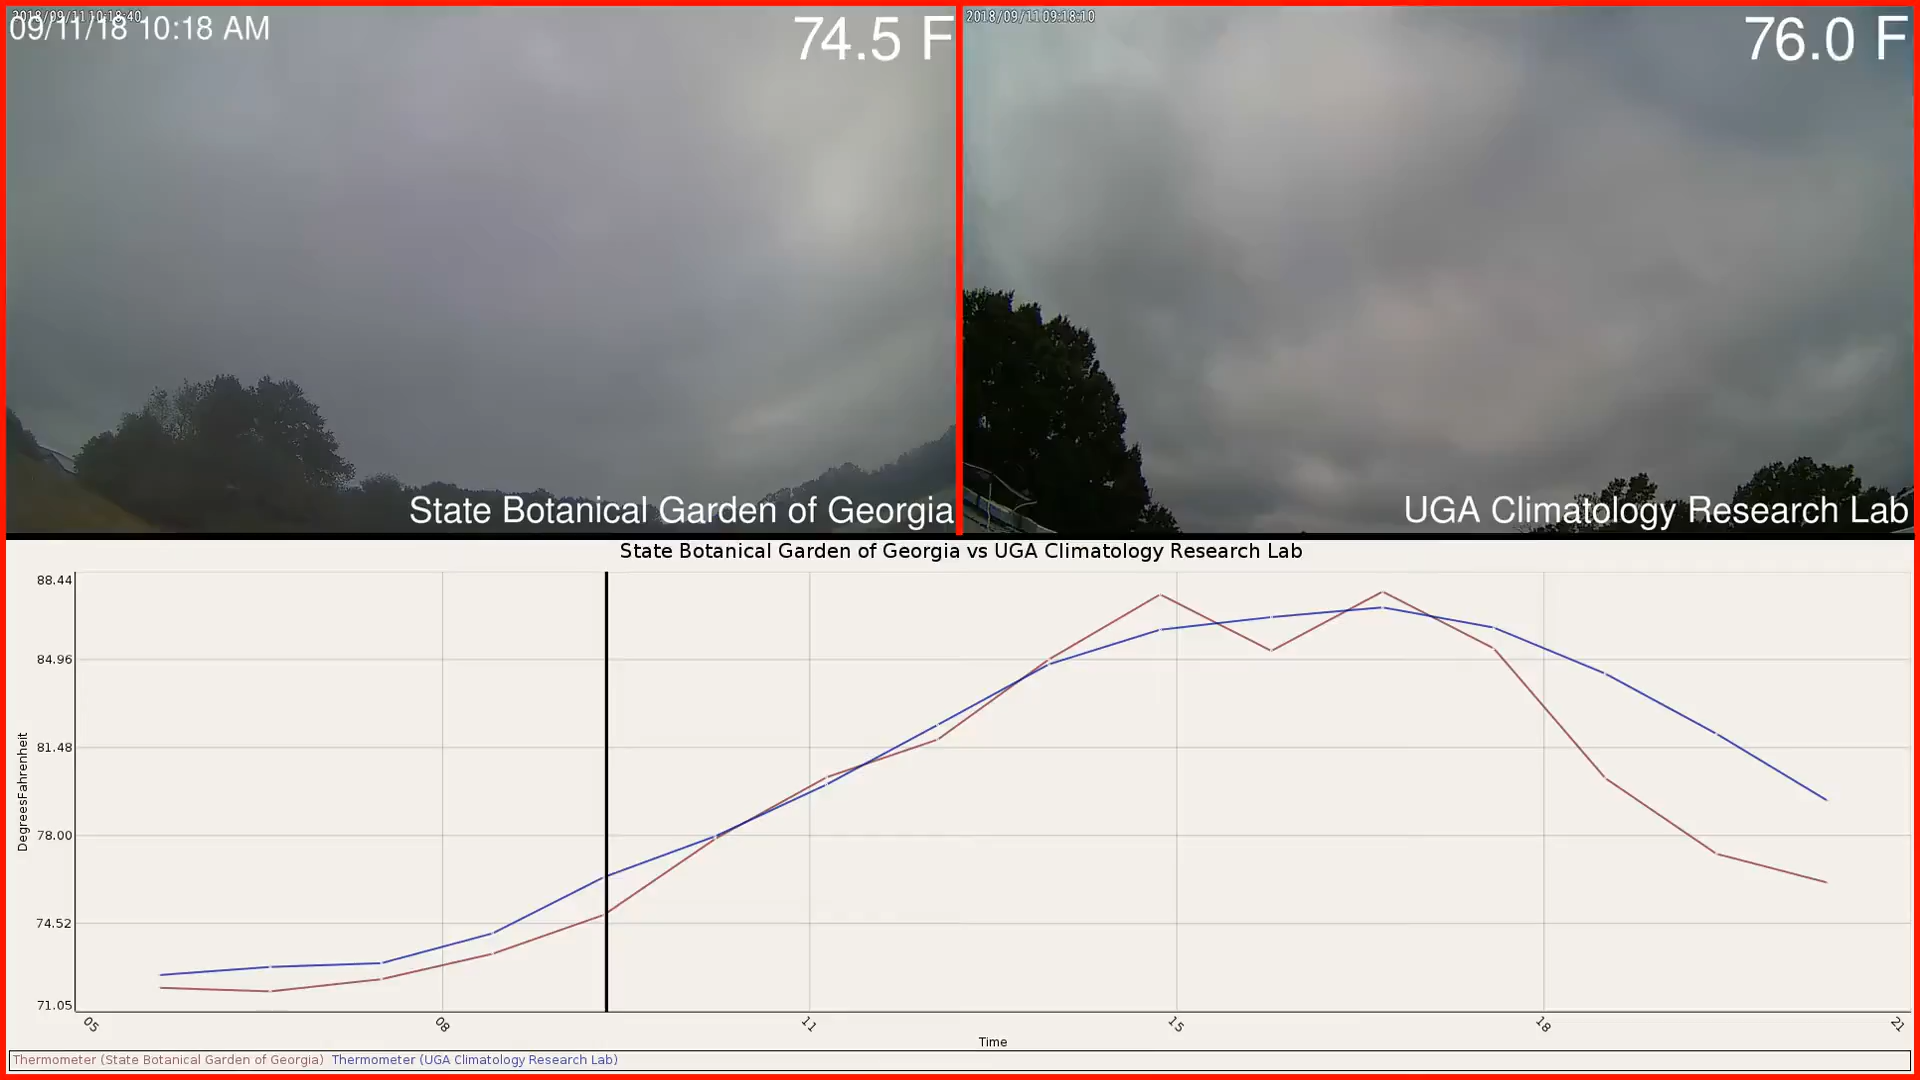 2018/09/11 10:18:40
09/11/18 10:18 AM
74.5 F
State Botanical Garden of Georgia
2018/09/11 09:18:10
76.0 F
UGA Climatology Research Lab
State Botanical Garden of Georgia vs UGA Climatology Research Lab
88.44
84.96
81.48
78.00
74.52
71.05
DegreesFahrenheit
05
08
11
15
18
21
Time
Thermometer (State Botanical Garden of Georgia) Thermometer (UGA Climatology Research Lab)